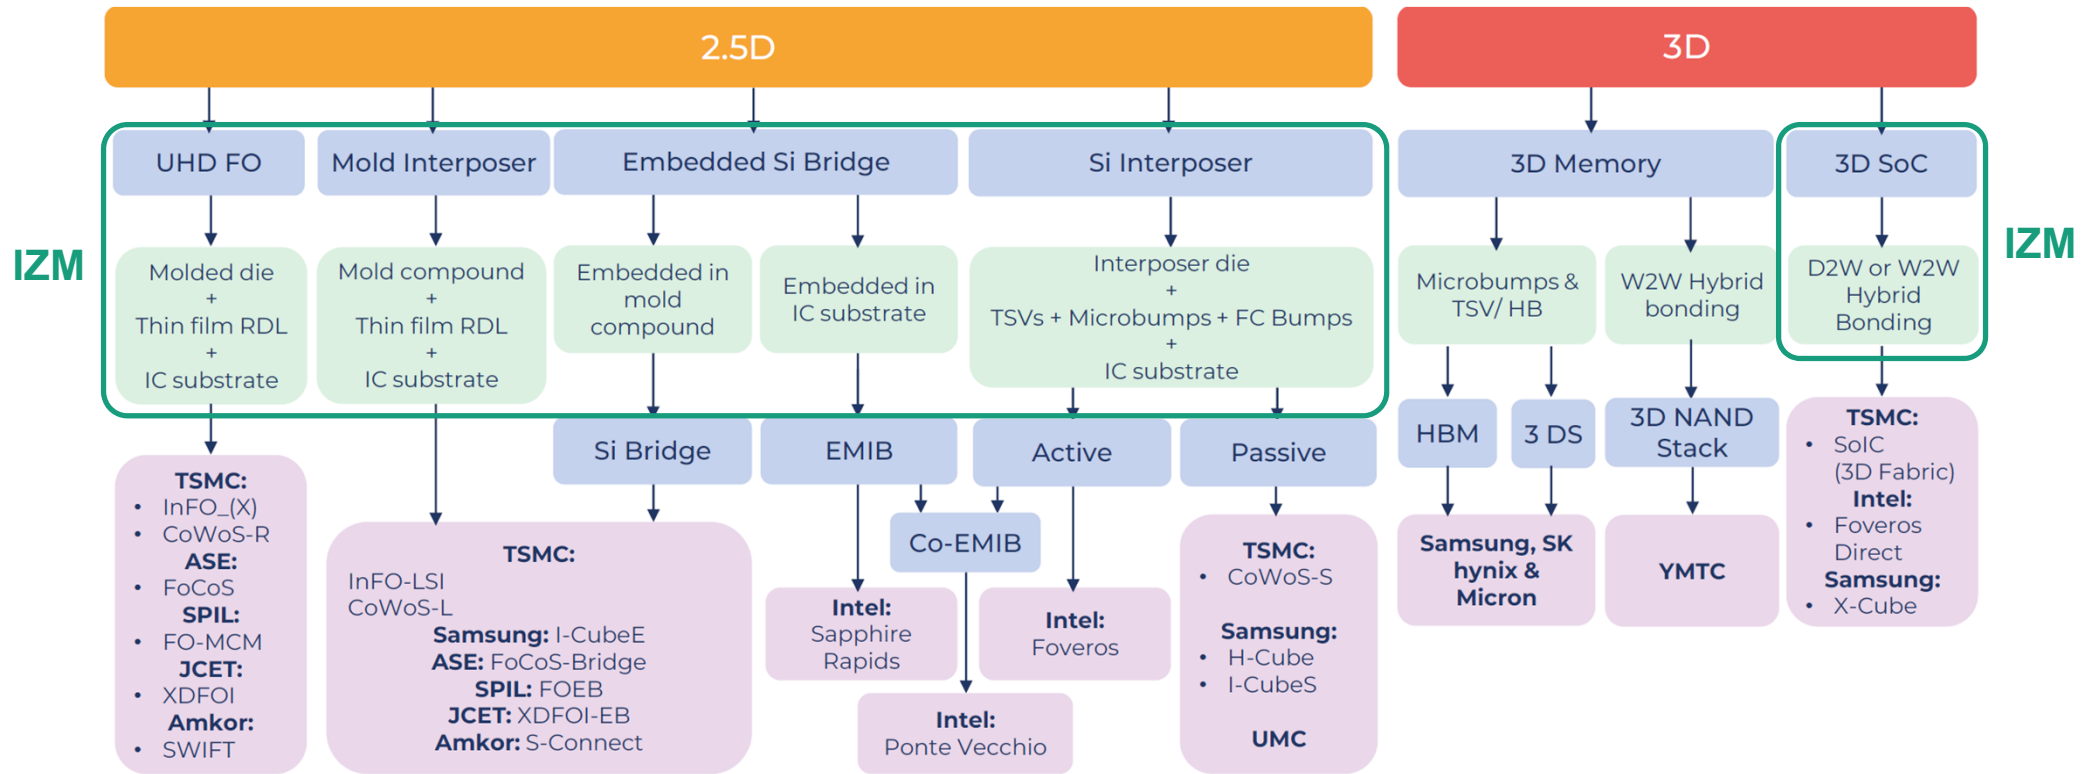 2.5D
3D
UHD FO
Mold Interposer
Embedded Si Bridge
Si Interposer
3D Memory
3D SoC
IZM
IZM
Molded die
+
Thin film RDL
+
IC substrate
Mold compound
+
Thin film RDL
+
IC substrate
Embedded in
mold
compound
Embedded in
IC substrate
Interposer die
+
TSVs + Microbumps + FC Bumps
+
IC substrate
Microbumps &
TSV/ HB
W2W Hybrid
bonding
D2W or W2W
Hybrid
Bonding
Si Bridge
EMIB
Active
Passive
HBM
3 DS
3D NAND
Stack
Co-EMIB
TSMC:
• InFO_(X)
• CoWoS-R
ASE:
• FoCoS
SPIL:
• FO-MCM
JCET:
• XDFOI
Amkor:
• SWIFT
TSMC:
InFO-LSI
CoWoS-L
Samsung: I-CubeE
ASE: FoCoS-Bridge
SPIL: FOEB
JCET: XDFOI-EB
Amkor: S-Connect
Intel:
Sapphire
Rapids
Intel:
Ponte Vecchio
Intel:
Foveros
TSMC:
• CoWoS-S
Samsung:
• H-Cube
• I-CubeS
UMC
Samsung, SK
hynix &
Micron
YMTC
TSMC:
• SoIC
(3D Fabric)
Intel:
• Foveros
Direct
Samsung:
• X-Cube